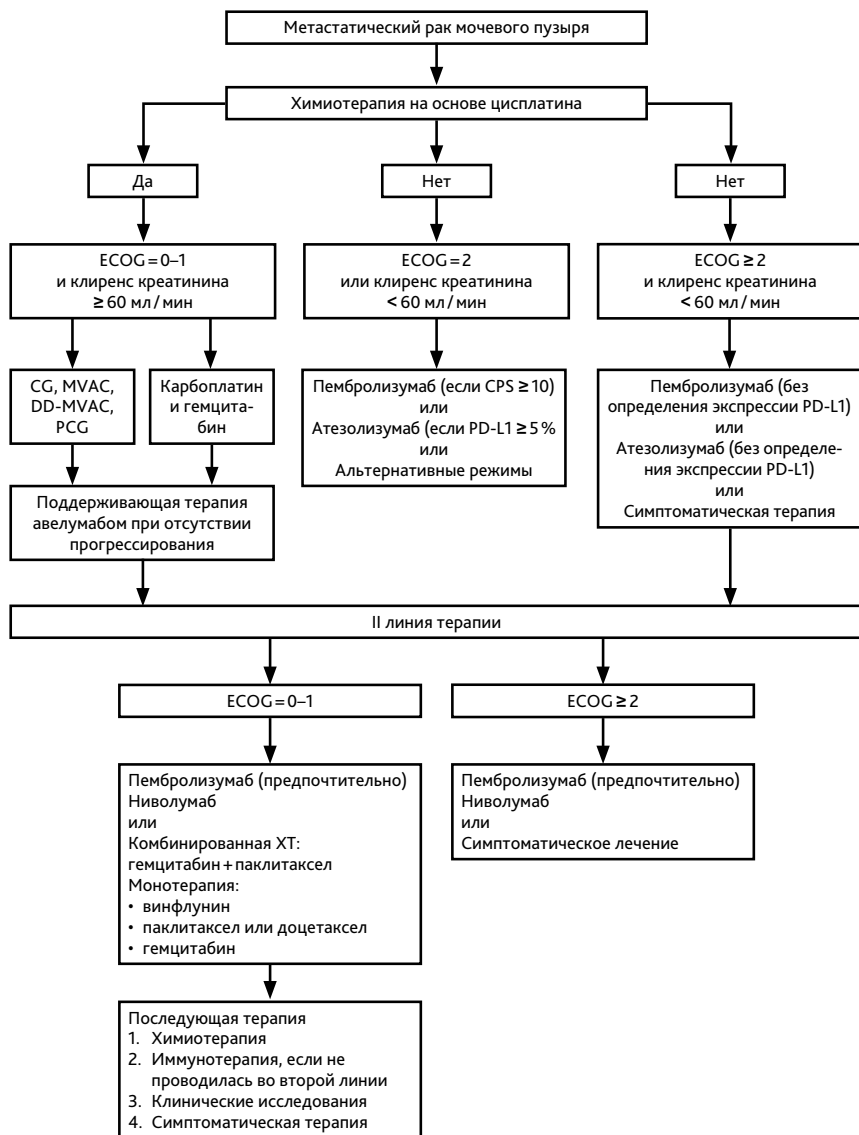 Метастатический рак мочевого пузыря
Химиотерапия на основе цисплатина
Да
Нет
Нет
ECOG = 0–1
и клиренс креатинина
≥ 60 мл / мин
ECOG = 2
или клиренс креатинина
< 60 мл / мин
ECOG ≥ 2
и клиренс креатинина
< 60 мл / мин
CG, MVAC,
DD-MVAC,
PCG
Карбоплатин
и гемцита-
бин
Пембролизумаб (если CPS ≥ 10)
или
Атезолизумаб (если PD-L1 ≥ 5 %
или
Альтернативные режимы
Пембролизумаб (без
определения экспрессии PD-L1)
или
Атезолизумаб (без определе-
ния экспрессии PD-L1)
или
Симптоматическая терапия
Поддерживающая терапия
авелумабом при отсутствии
прогрессирования
II линия терапии
ECOG = 0–1
ECOG ≥ 2
Пембролизумаб (предпочтительно)
Ниволумаб
или
Комбинированная ХТ:
гемцитабин + паклитаксел
Монотерапия:
• винфлунин
• паклитаксел или доцетаксел
• гемцитабин
Пембролизумаб (предпочтительно)
Ниволумаб
или
Симптоматическое лечение
Последующая терапия
1. Химиотерапия
2. Иммунотерапия, если не
проводилась во второй линии
3. Клинические исследования
4. Симптоматическая терапия